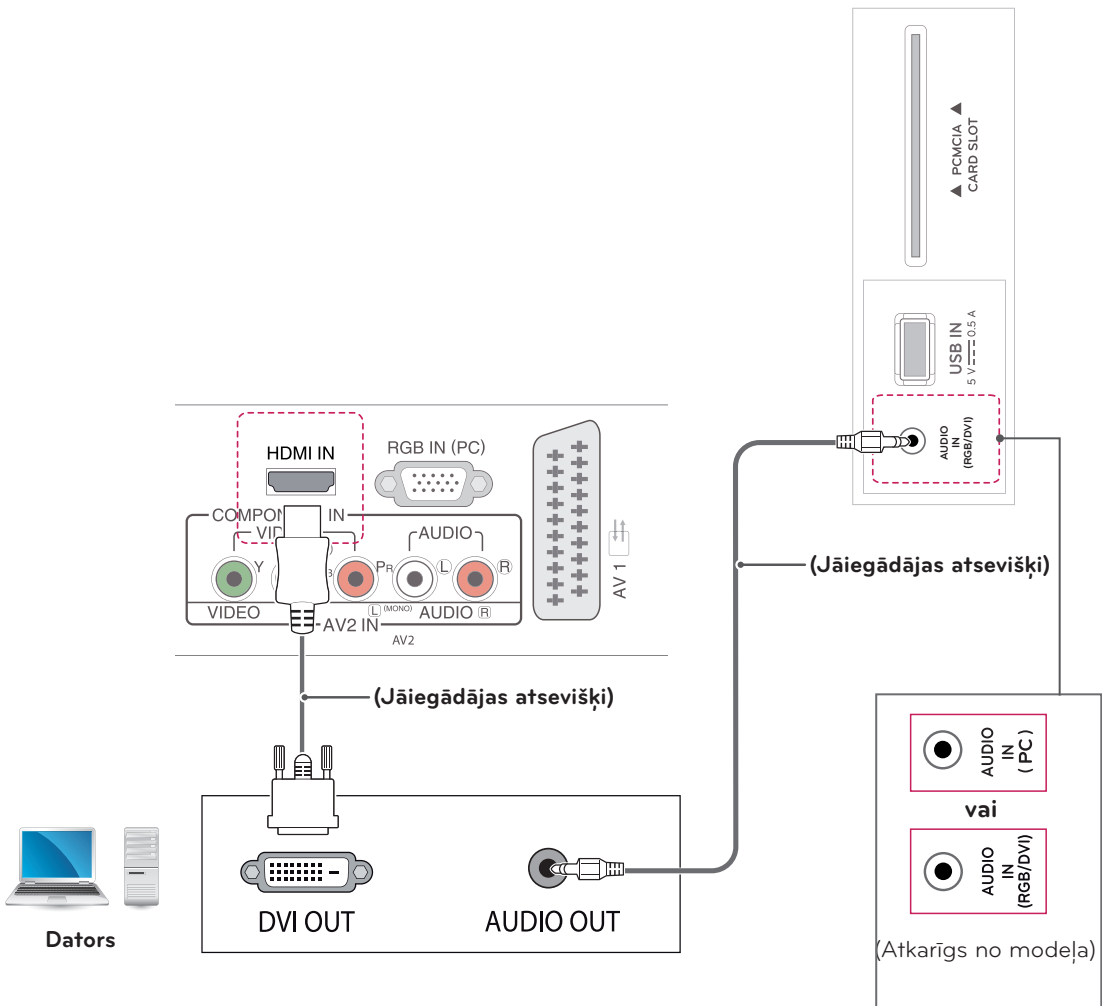 ▲ PCMCIA ▲
CARD SLOT
USB IN
5 V 0.5 A
AUDIO
IN
(RGB/DVI)
HDMI IN
RGB IN (PC)
IN
AUDIO
Y
PR
L
R
VIDEO
L (MONO) AUDIO R
AV2 IN
AV2
AV 1
(Jāiegādājas atsevišķi)
(Jāiegādājas atsevišķi)
AUDIO
IN
(PC)
vai
AUDIO
IN
(RGB/DVI)
(Atkarīgs no modeļa)
DVI OUT
AUDIO OUT
Dators